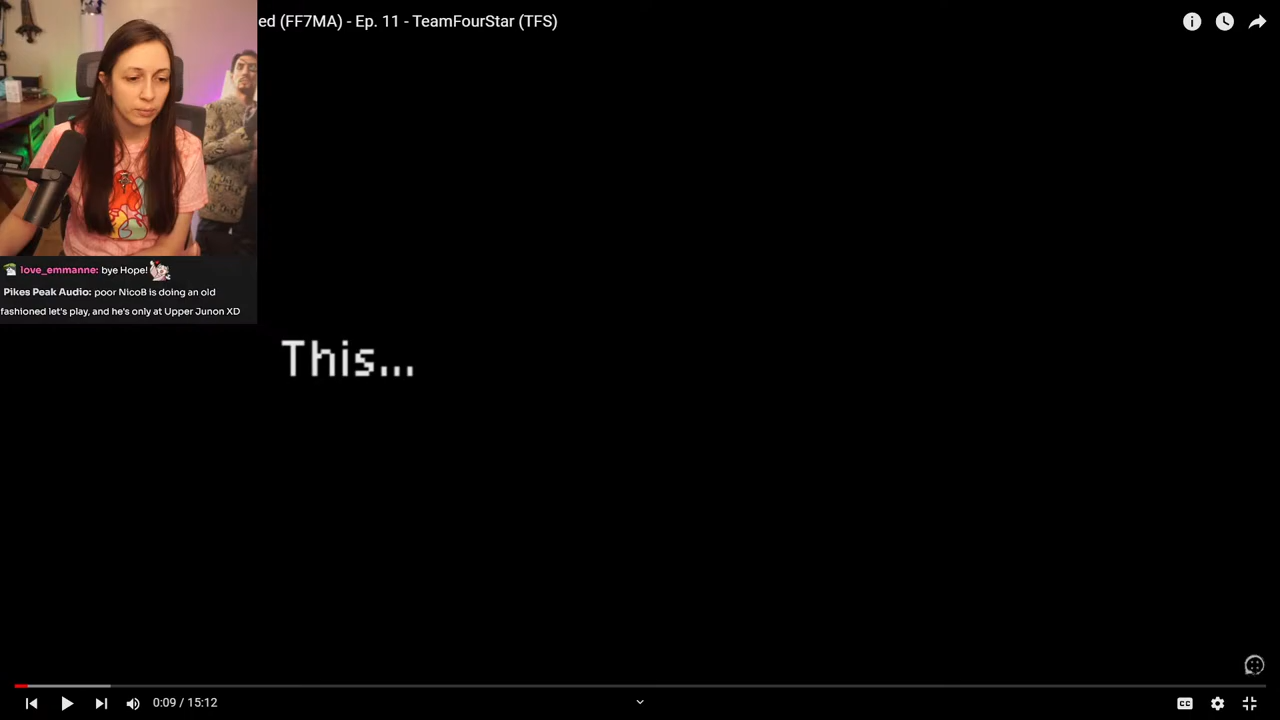 ed (FF7MA) - Ep. 11 - TeamFourStar (TFS)
love_emmanne: bye Hope!
Pikes Peak Audio: poor NicoB is doing an old
fashioned let's play, and he's only at Upper Junon XD
This...
0:09 / 15:12
CC